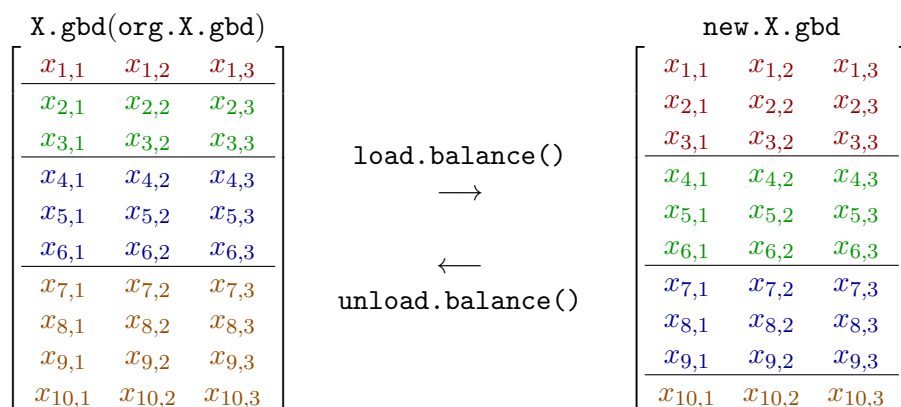 X.gbd(org.X.gbd) new.X.gbd
x1,1 x1,2 x1,3 x1,1 x1,2 x1,3
x2,1 x2,2 x2,3 x2,1 x2,2 x2,3
x3,1 x3,2 x3,3 x3,1 x3,2 x3,3
load.balance()
⟶
x4,1 x4,2 x4,3 x4,1 x4,2 x4,3
x5,1 x5,2 x5,3 x5,1 x5,2 x5,3
x6,1 x6,2 x6,3 x6,1 x6,2 x6,3
⟵
unload.balance()
x7,1 x7,2 x7,3 x7,1 x7,2 x7,3
x8,1 x8,2 x8,3 x8,1 x8,2 x8,3
x9,1 x9,2 x9,3 x9,1 x9,2 x9,3
x10,1 x10,2 x10,3 x10,1 x10,2 x10,3